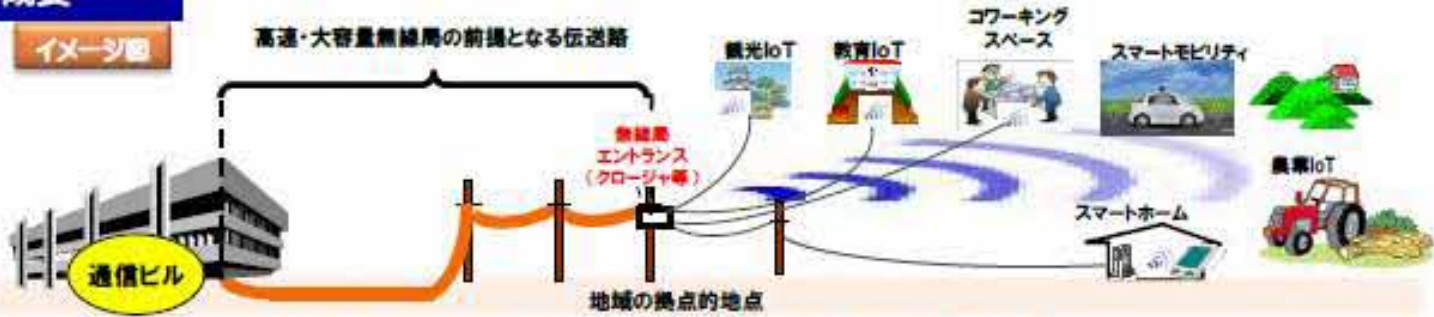 概要
イメージ図
高速・大容量無線局の前提となる伝送路
観光IoT
教育IoT
コワーキング
スペース
スマートモビリティ
無線局
エントランス
(クロージャ等)
農業IoT
スマートホーム
通信ビル
地域の拠点的地点